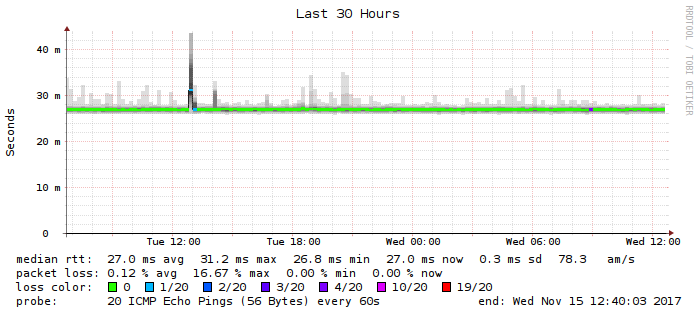 Last 30 Hours
RRDTOOL / TOBI OETIKER
Seconds
40 m
30 m
20 m
10 m
0
Tue 12:00 Tue 18:00 Wed 00:00 Wed 06:00 Wed 12:00
median rtt: 27.0 ms avg 31.2 ms max 26.8 ms min 27.0 ms now 0.3 ms sd 78.3 am/s
packet loss: 0.12 % avg 16.67 % max 0.00 % min 0.00 % now
loss color: 0 1/20 2/20 3/20 4/20 10/20 19/20
probe: 20 ICMP Echo Pings (56 Bytes) every 60s end: Wed Nov 15 12:40:03 2017